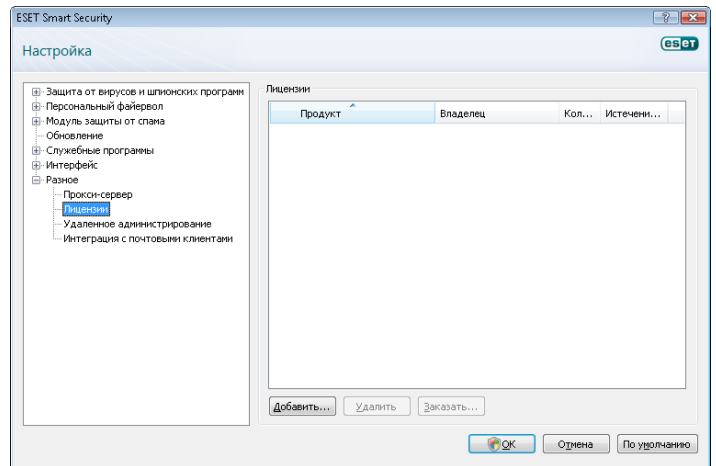 ESET Smart Security
Настройка
eset
Защита от вирусов и шпионских програмн
Персональный файервол
Модуль защиты от спама
Обновление
Служебные программы
Интерфейс
Разное
Прокси-сервер
Лицензии
Удаленное администрирование
Интеграция с почтовыми клиентами
Лицензии
Продукт Владелец Кол... Истечени...
Добавить... Удалить Заказать...
OK Отмена По умолчанию